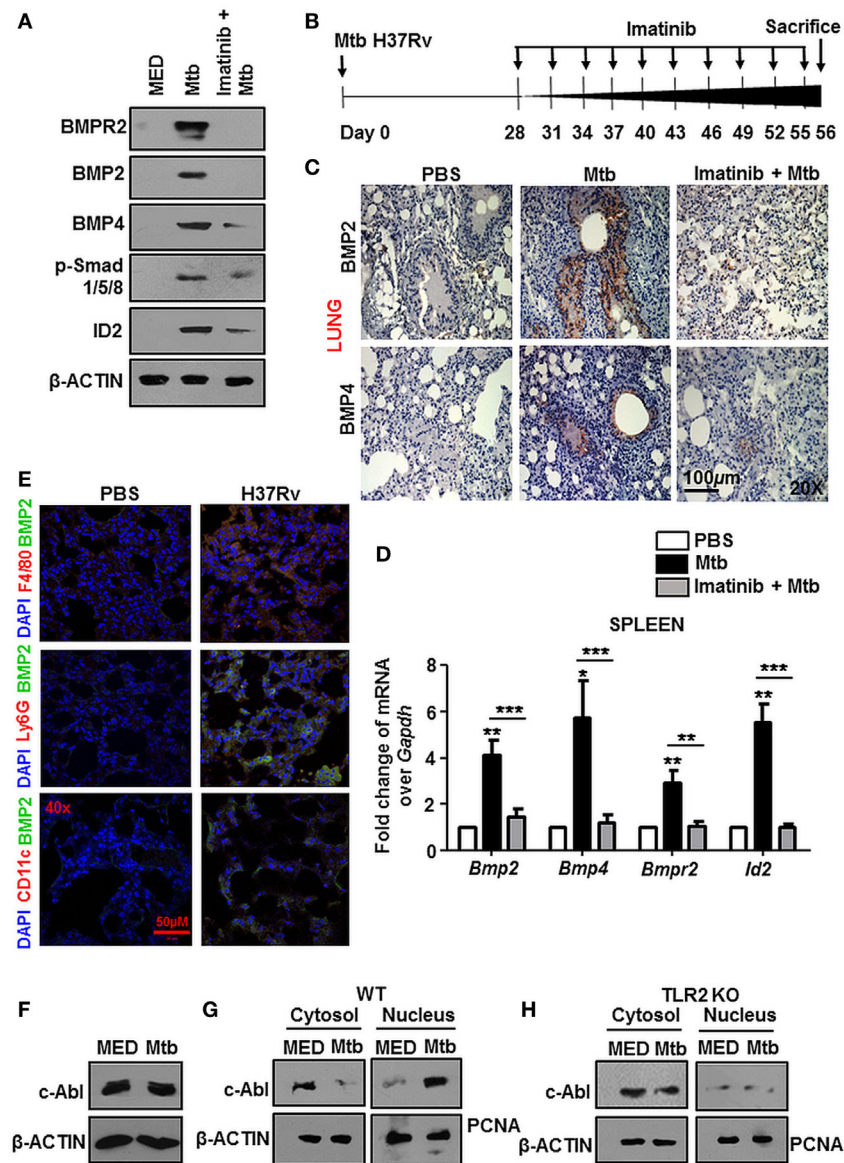 A
MED
Mtb
Imatinib +
Mtb
BMPR2
BMP2
BMP4
p-Smad
1/5/8
ID2
β-ACTIN
B
Mtb H37Rv
Imatinib
Sacrifice
Day 0
28 31 34 37 40 43 46 49 52 55 56
C
PBS Mtb Imatinib + Mtb
LUNG
BMP2
BMP4
100µm
20X
E
PBS H37Rv
DAPI F4/80 BMP2
DAPI Ly6G BMP2
DAPI CD11c BMP2
40x
50µM
D
PBS
Mtb
Imatinib + Mtb
SPLEEN
Fold change of mRNA
over Gapdh
8
6
4
2
0
** ***
* ***
** **
** ***
Bmp2 Bmp4 Bmpr2 Id2
F
MED Mtb
c-Abl
β-ACTIN
G
WT
Cytosol Nucleus
MED Mtb MED Mtb
c-Abl
β-ACTIN
PCNA
H
TLR2 KO
Cytosol Nucleus
MED Mtb MED Mtb
c-Abl
β-ACTIN
PCNA